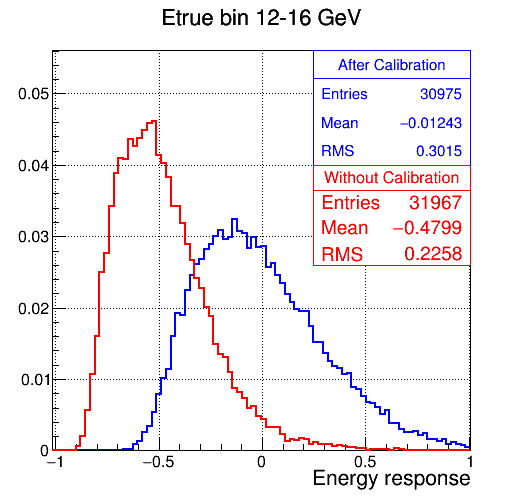 Etrue bin 12-16 GeV
After Calibration
Entries 30975
Mean −0.01243
RMS 0.3015
Without Calibration
Entries 31967
Mean −0.4799
RMS 0.2258
0.05
0.04
0.03
0.02
0.01
0
−1 −0.5 0 0.5 1
Energy response